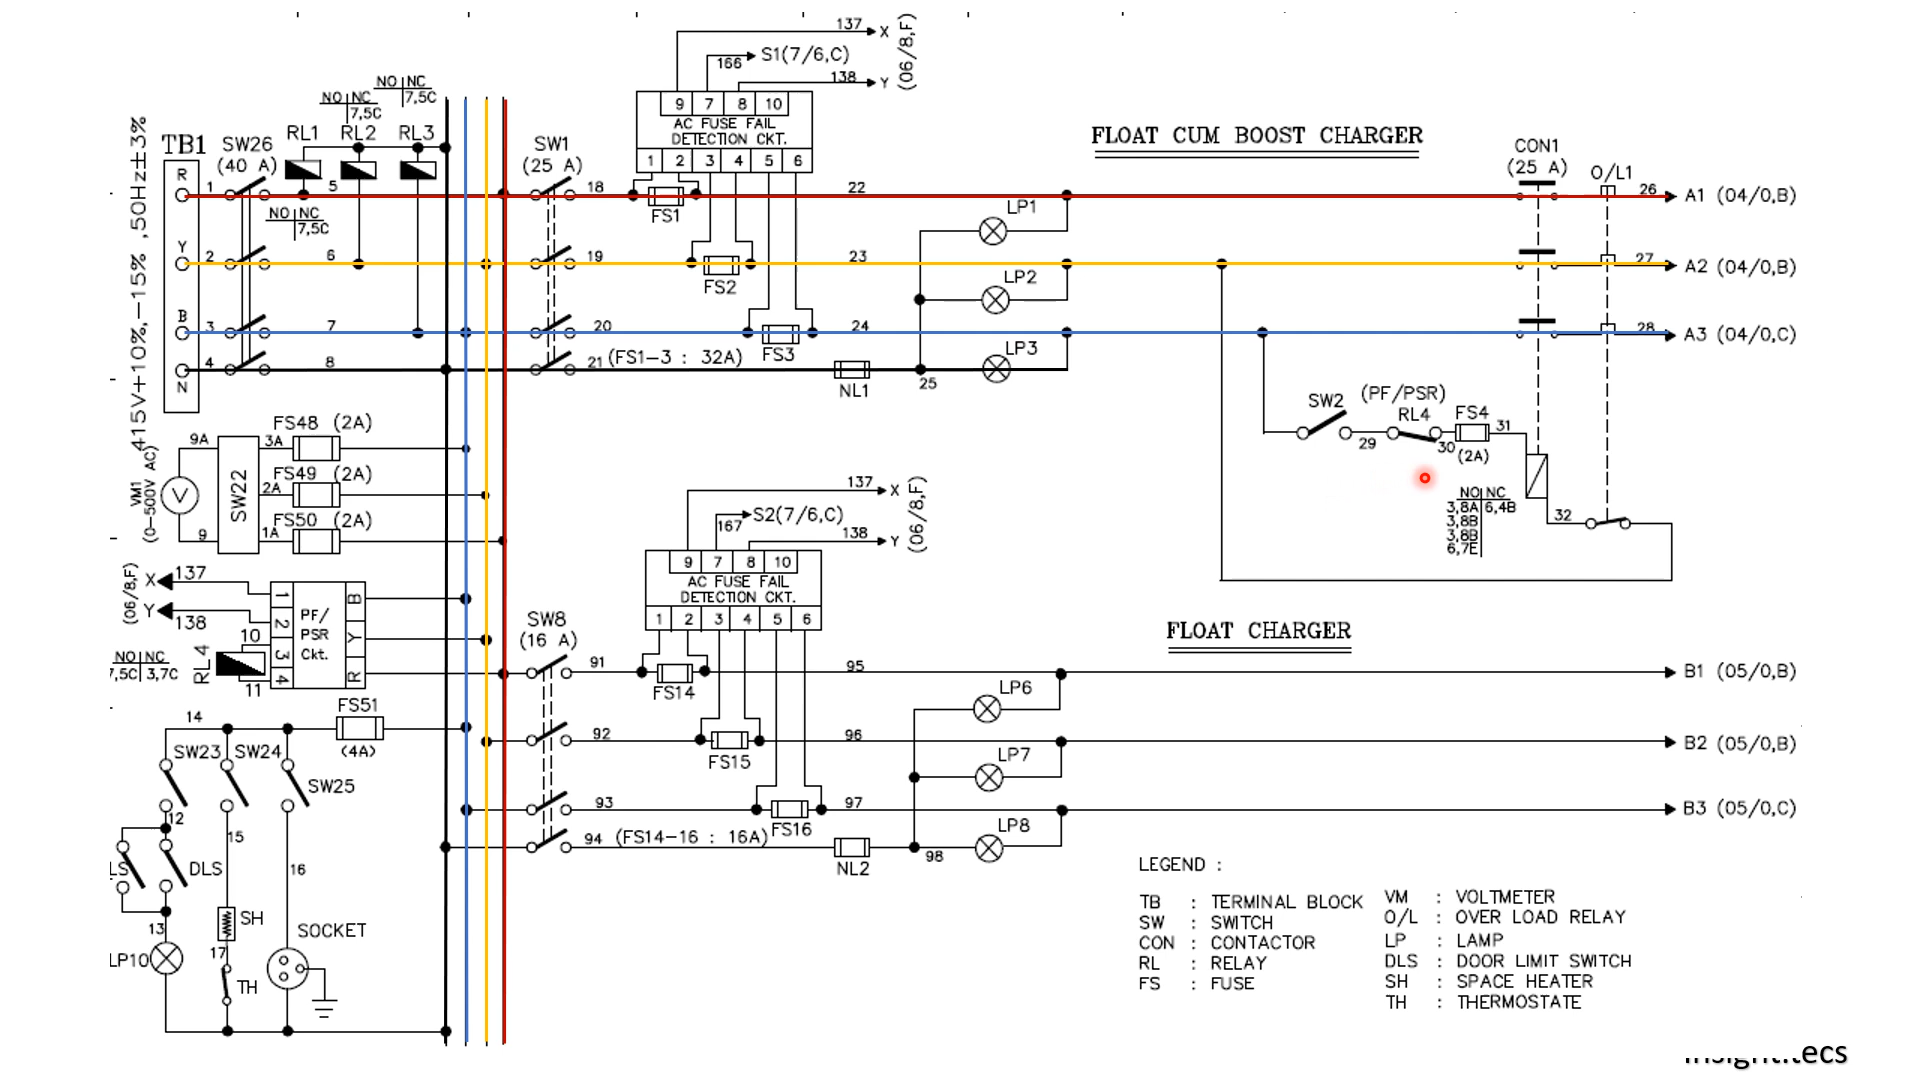 137 X
166 S1(7/6,C)
138 Y
(06/8,F)
9 7 8 10
AC FUSE FAIL
DETECTION CKT.
1 2 3 4 5 6
FLOAT CUM BOOST CHARGER
415V+10%,-15% ,50Hz±3%
TB1
SW26
(40 A)
RL1
RL2
RL3
NO NC
7,5C
NO NC
7,5C
NO NC
7,5C
SW1
(25 A)
CON1
(25 A)
O/L1
R 1 5 18 FS1 22 LP1 26 A1 (04/0,B)
Y 2 6 19 FS2 23 LP2 27 A2 (04/0,B)
B 3 7 20 FS3 24 LP3 28 A3 (04/0,C)
N 4 8 21 (FS1-3 : 32A) NL1 25
SW2
(PF/PSR)
RL4
FS4
(2A)
29 30 31 32
NO NC
3,8A 6,4B
3,8B
3,8B
6,7E
VM1
(0-500V AC)
V
9A
9
SW22
3A FS48 (2A)
2A FS49 (2A)
1A FS50 (2A)
137 X
167 S2(7/6,C)
138 Y
(06/8,F)
9 7 8 10
AC FUSE FAIL
DETECTION CKT.
1 2 3 4 5 6
FLOAT CHARGER
(06/8,F)
X 137
Y 138
1 2 3 4
PF/
PSR
Ckt.
B Y R
10
11
RL4
NO NC
7,5C 3,7C
SW8
(16 A)
91 FS14 95 LP6 B1 (05/0,B)
92 FS15 96 LP7 B2 (05/0,B)
93 FS16 97 LP8 B3 (05/0,C)
94 (FS14-16 : 16A) NL2 98
14
FS51
(4A)
SW23
SW24
SW25
12
15
16
LS
DLS
13
SH
17
TH
LP10
SOCKET
LEGEND :
TB : TERMINAL BLOCK
SW : SWITCH
CON : CONTACTOR
RL : RELAY
FS : FUSE
VM : VOLTMETER
O/L : OVER LOAD RELAY
LP : LAMP
DLS : DOOR LIMIT SWITCH
SH : SPACE HEATER
TH : THERMOSTATE
insight.tecs